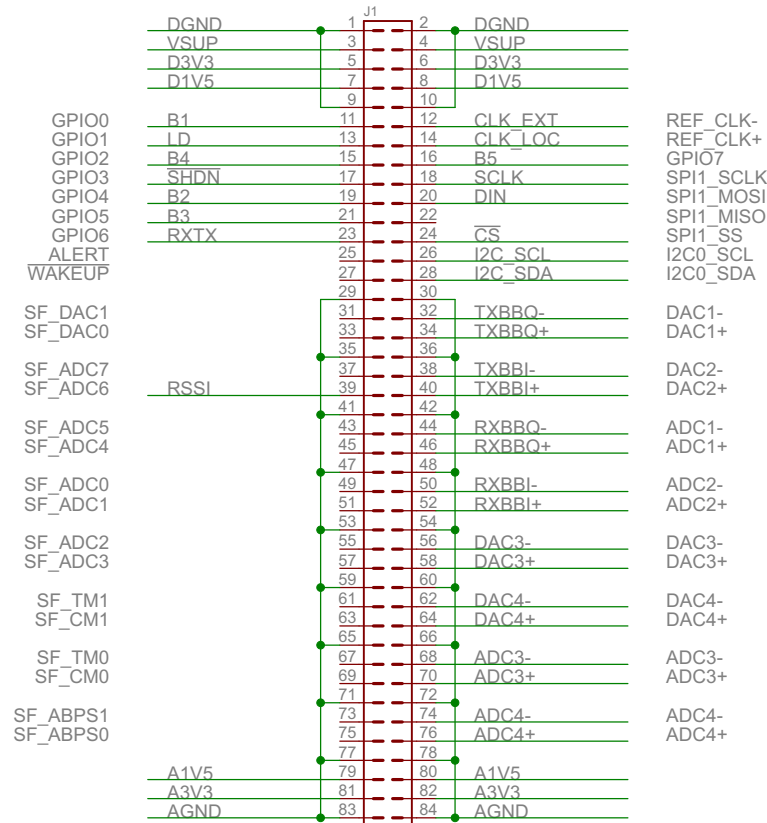 J1
DGND 1 2 DGND
VSUP 3 4 VSUP
D3V3 5 6 D3V3
D1V5 7 8 D1V5
9 10
GPIO0 B1 11 12 CLK_EXT REF_CLK-
GPIO1 LD 13 14 CLK_LOC REF_CLK+
GPIO2 B4 15 16 B5 GPIO7
GPIO3 SHDN 17 18 SCLK SPI1_SCLK
GPIO4 B2 19 20 DIN SPI1_MOSI
GPIO5 B3 21 22 SPI1_MISO
GPIO6 RXTX 23 24 CS SPI1_SS
ALERT 25 26 I2C_SCL I2C0_SCL
WAKEUP 27 28 I2C_SDA I2C0_SDA
29 30
SF_DAC1 31 32 TXBBQ- DAC1-
SF_DAC0 33 34 TXBBQ+ DAC1+
35 36
SF_ADC7 37 38 TXBBI- DAC2-
SF_ADC6 RSSI 39 40 TXBBI+ DAC2+
41 42
SF_ADC5 43 44 RXBBQ- ADC1-
SF_ADC4 45 46 RXBBQ+ ADC1+
47 48
SF_ADC0 49 50 RXBBI- ADC2-
SF_ADC1 51 52 RXBBI+ ADC2+
53 54
SF_ADC2 55 56 DAC3- DAC3-
SF_ADC3 57 58 DAC3+ DAC3+
59 60
SF_TM1 61 62 DAC4- DAC4-
SF_CM1 63 64 DAC4+ DAC4+
65 66
SF_TM0 67 68 ADC3- ADC3-
SF_CM0 69 70 ADC3+ ADC3+
71 72
SF_ABPS1 73 74 ADC4- ADC4-
SF_ABPS0 75 76 ADC4+ ADC4+
77 78
A1V5 79 80 A1V5
A3V3 81 82 A3V3
AGND 83 84 AGND